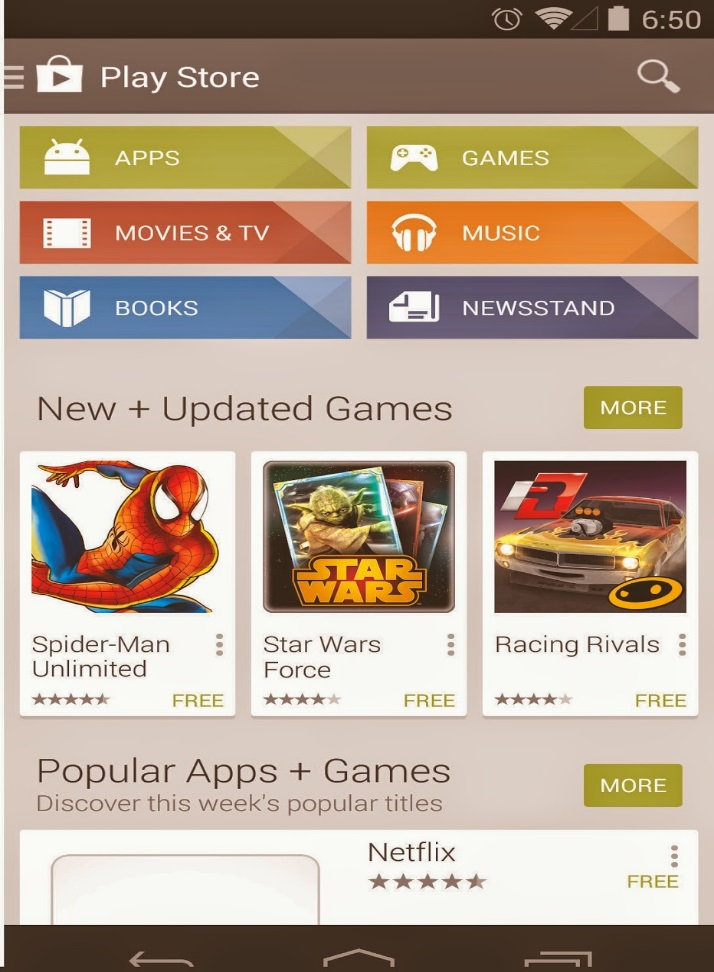 6:50
Play Store
APPS
GAMES
MOVIES & TV
MUSIC
BOOKS
NEWSSTAND
New + Updated Games
MORE
STAR
WARS
R
Spider-Man
Unlimited
FREE
Star Wars
Force
FREE
Racing Rivals
FREE
Popular Apps + Games
Discover this week's popular titles
MORE
Netflix
FREE